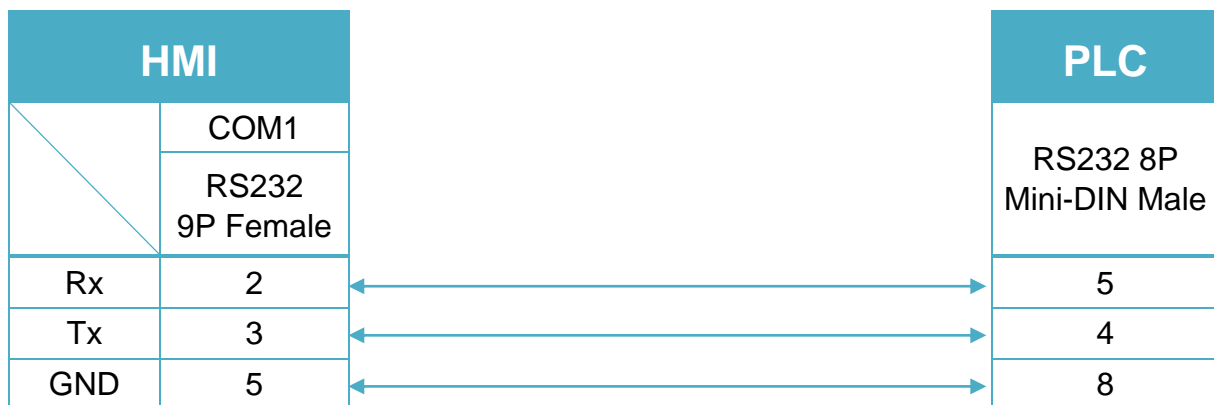 HMI
PLC
COM1
RS232
9P Female
RS232 8P
Mini-DIN Male
Rx 2 5
Tx 3 4
GND 5 8